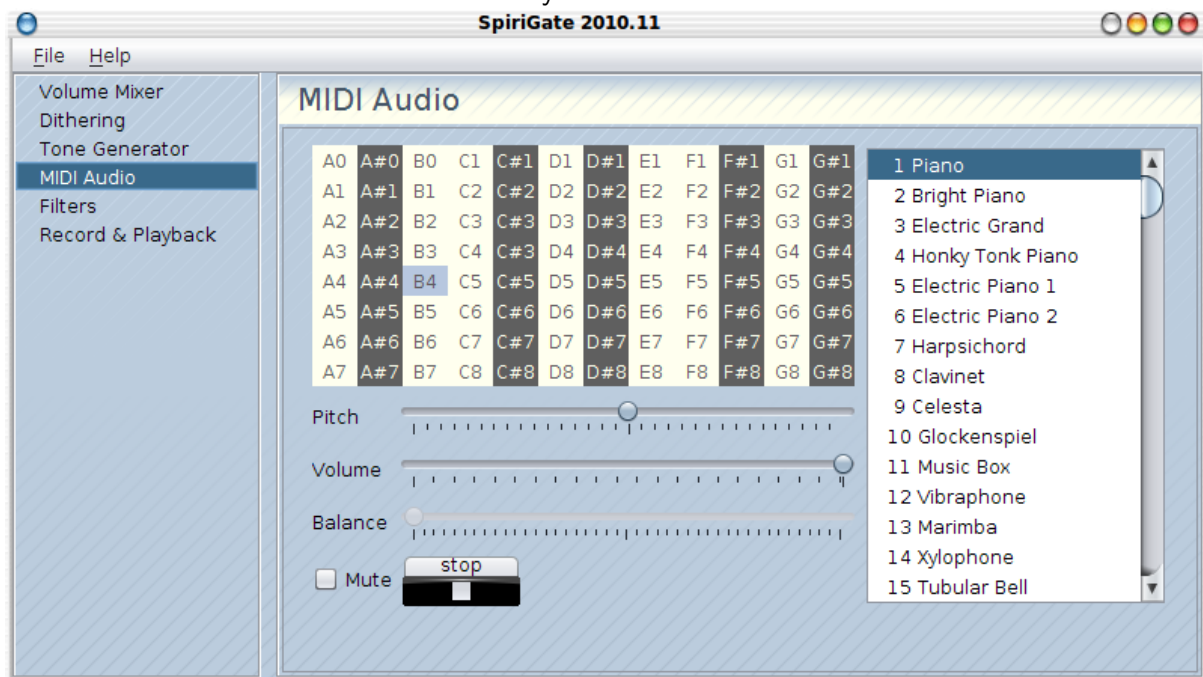 SpiriGate 2010.11
File Help
Volume Mixer
Dithering
Tone Generator
MIDI Audio
Filters
Record & Playback
MIDI Audio
A0 A#0 B0 C1 C#1 D1 D#1 E1 F1 F#1 G1 G#1
A1 A#1 B1 C2 C#2 D2 D#2 E2 F2 F#2 G2 G#2
A2 A#2 B2 C3 C#3 D3 D#3 E3 F3 F#3 G3 G#3
A3 A#3 B3 C4 C#4 D4 D#4 E4 F4 F#4 G4 G#4
A4 A#4 B4 C5 C#5 D5 D#5 E5 F5 F#5 G5 G#5
A5 A#5 B5 C6 C#6 D6 D#6 E6 F6 F#6 G6 G#6
A6 A#6 B6 C7 C#7 D7 D#7 E7 F7 F#7 G7 G#7
A7 A#7 B7 C8 C#8 D8 D#8 E8 F8 F#8 G8 G#8
Pitch
Volume
Balance
Mute
stop
1 Piano
2 Bright Piano
3 Electric Grand
4 Honky Tonk Piano
5 Electric Piano 1
6 Electric Piano 2
7 Harpsichord
8 Clavinet
9 Celesta
10 Glockenspiel
11 Music Box
12 Vibraphone
13 Marimba
14 Xylophone
15 Tubular Bell